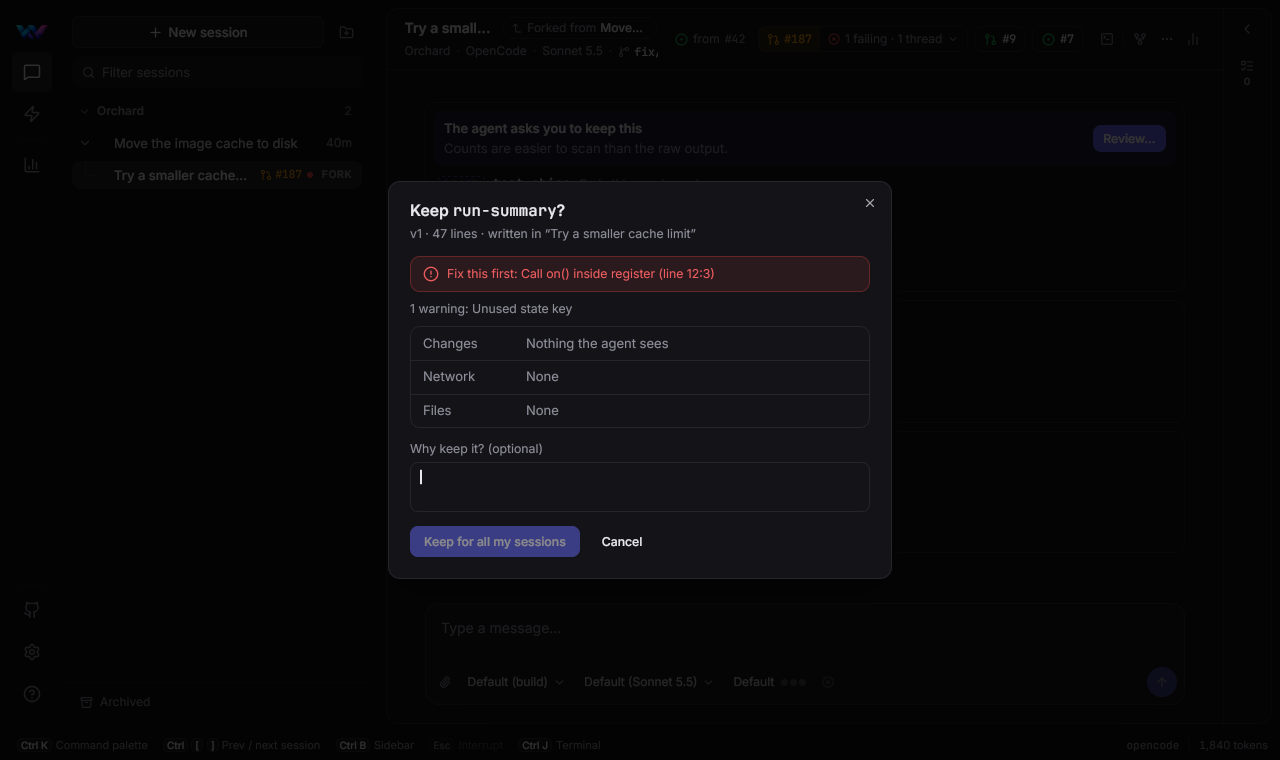 New session
Filter sessions
Orchard 2
Move the image cache to disk 40m
Try a smaller cache... #187 FORK
Archived
Try a small... Forked from Move...
Orchard · OpenCode · Sonnet 5.5 · fix/
from #42 #187 1 failing · 1 thread #9 #7
0
The agent asks you to keep this
Counts are easier to scan than the raw output.
Review...
Keep run-summary?
v1 · 47 lines · written in “Try a smaller cache limit”
Fix this first: Call on() inside register (line 12:3)
1 warning: Unused state key
Changes Nothing the agent sees
Network None
Files None
Why keep it? (optional)
Keep for all my sessions Cancel
Type a message...
Default (build) Default (Sonnet 5.5) Default
Ctrl K Command palette Ctrl [ ] Prev / next session Ctrl B Sidebar Esc Interrupt Ctrl J Terminal opencode 1,840 tokens